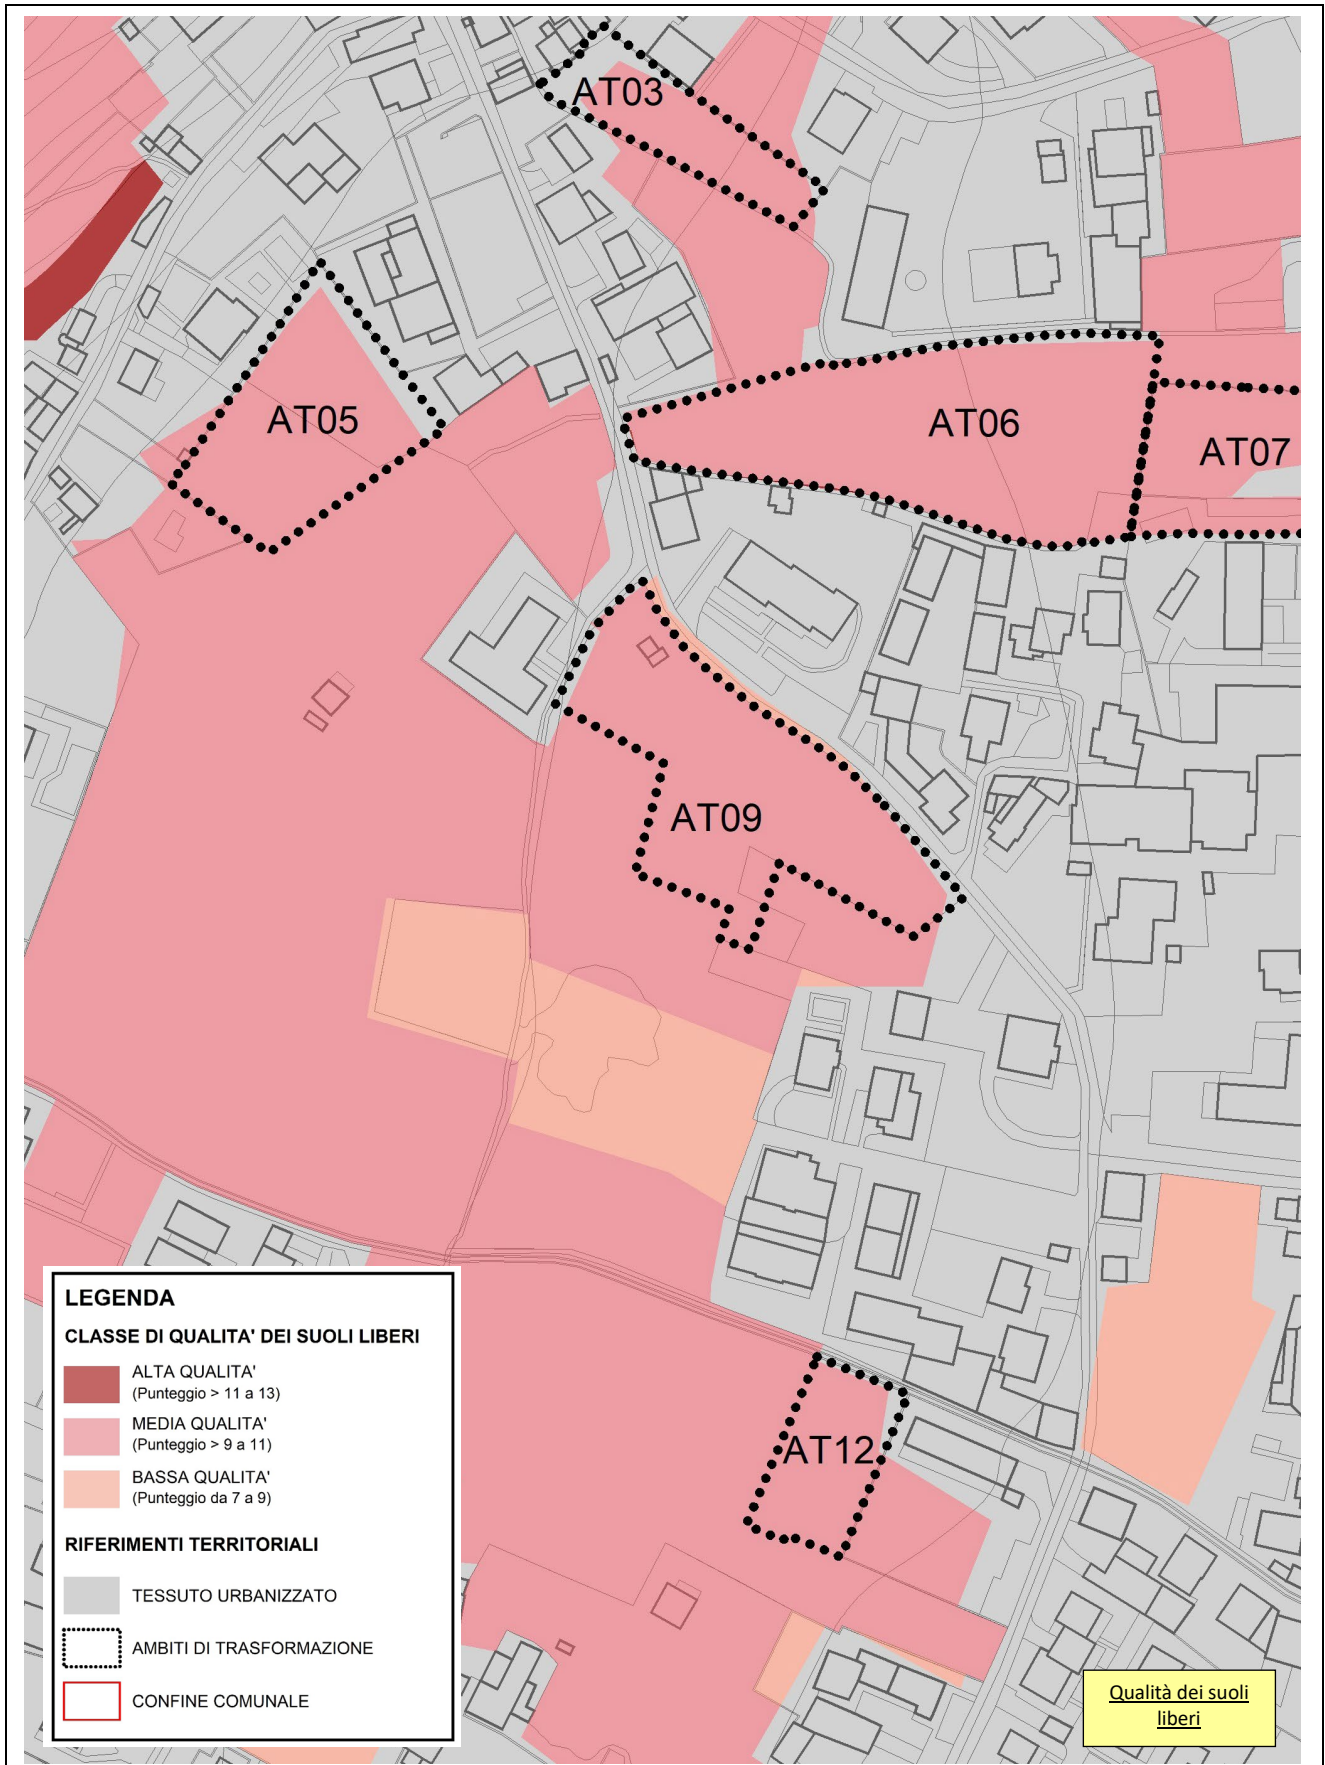 AT03
AT05
AT06
AT07
AT09
AT12
LEGENDA
CLASSE DI QUALITA' DEI SUOLI LIBERI
ALTA QUALITA'
(Punteggio > 11 a 13)
MEDIA QUALITA'
(Punteggio > 9 a 11)
BASSA QUALITA'
(Punteggio da 7 a 9)
RIFERIMENTI TERRITORIALI
TESSUTO URBANIZZATO
AMBITI DI TRASFORMAZIONE
CONFINE COMUNALE
Qualità dei suoli
liberi